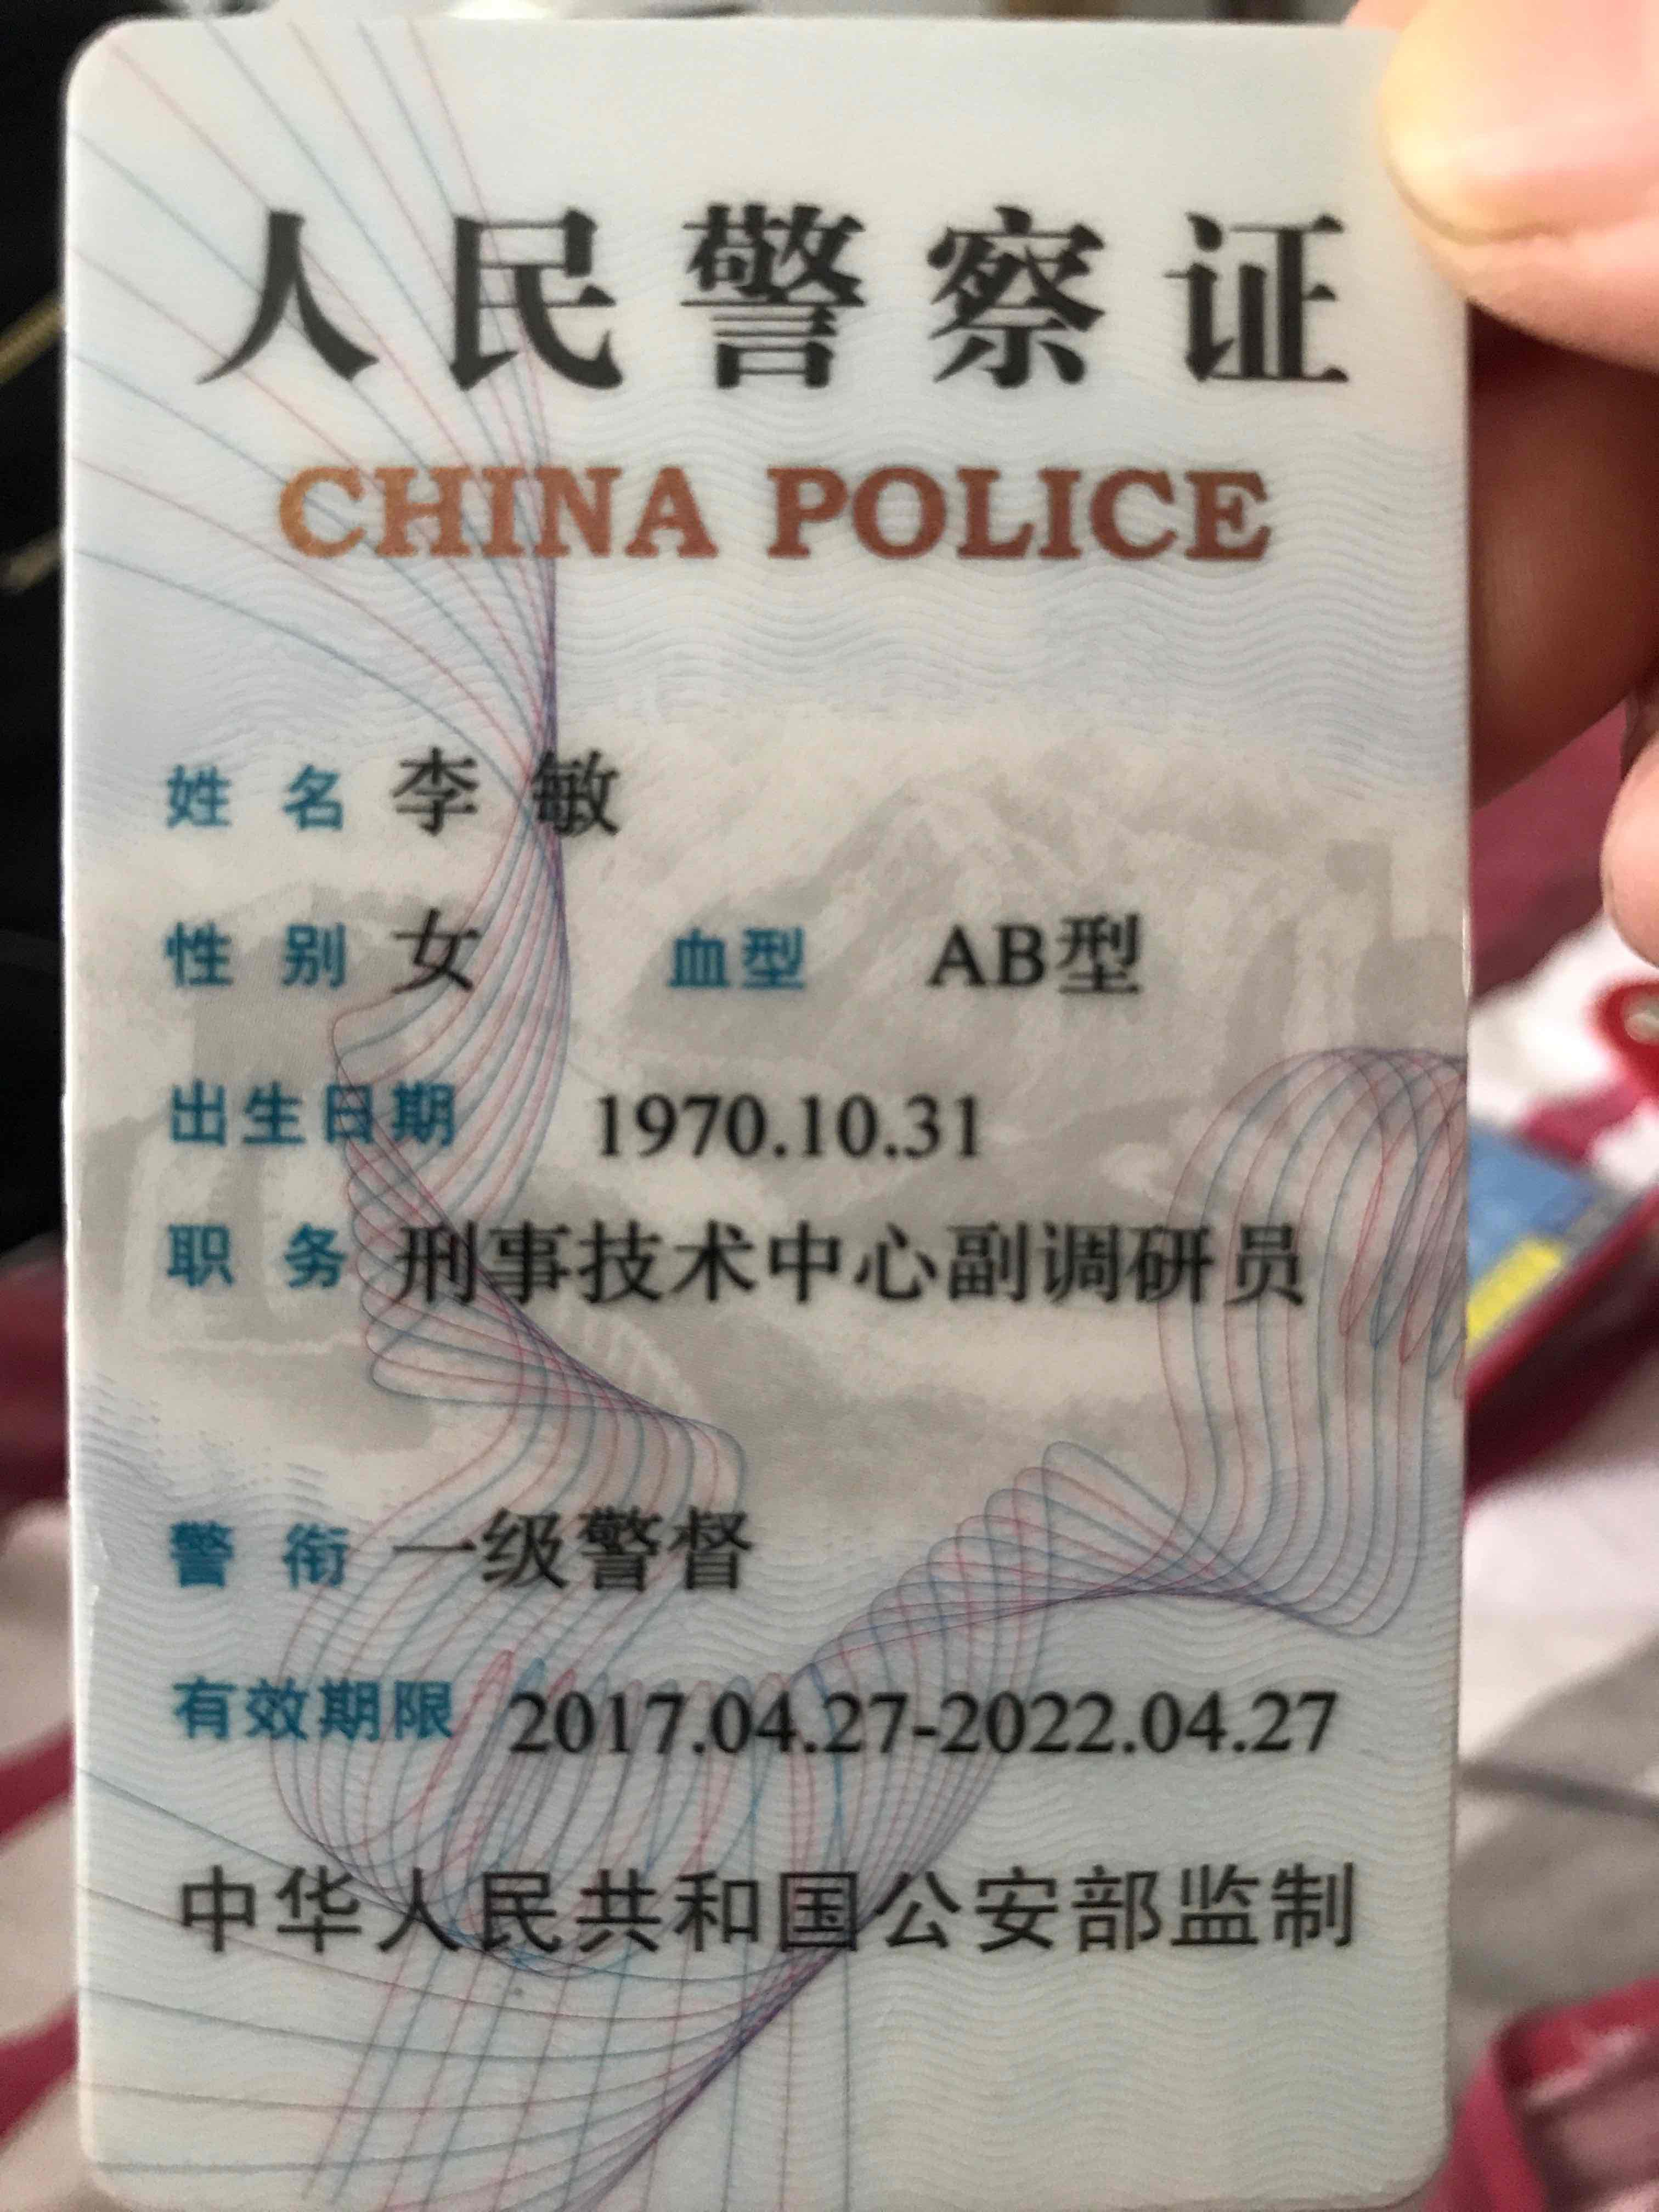 人民警察证
CHINA POLICE
姓名 李敏
性别 女 血型 AB型
出生日期 1970.10.31
职务 刑事技术中心副调研员
警衔 一级警督
有效期限 2017.04.27-2022.04.27
中华人民共和国公安部监制